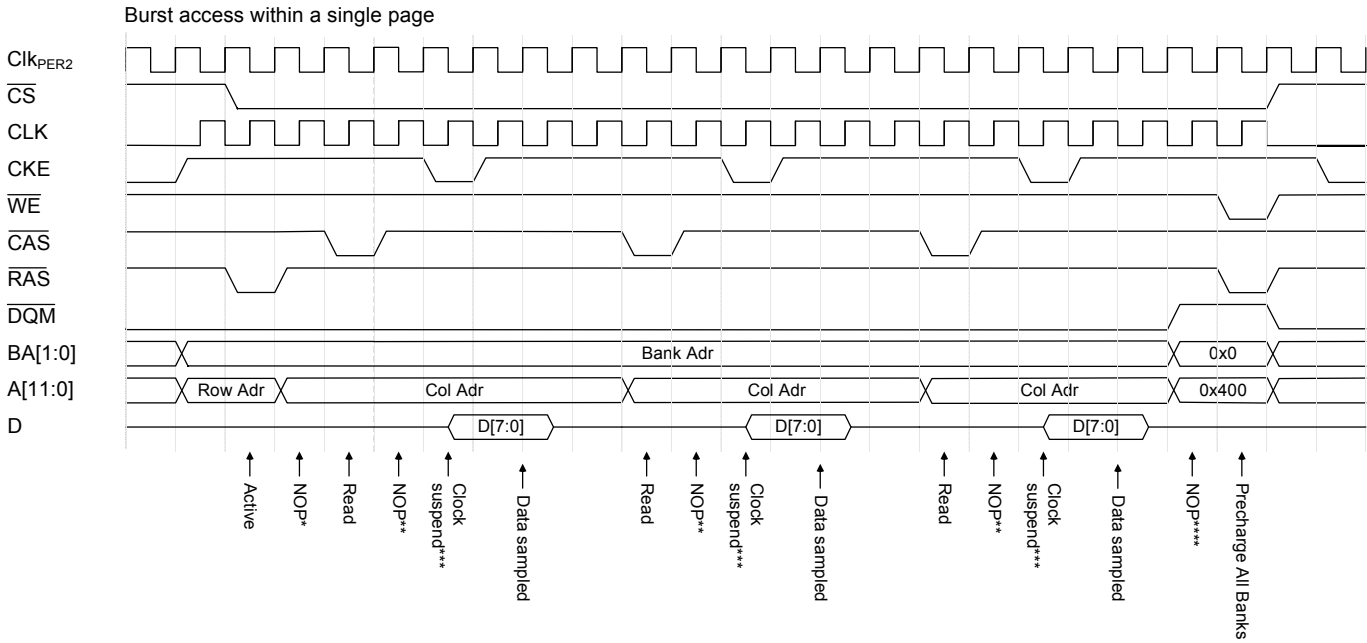 Burst access within a single page
ClkPER2
CS
CLK
CKE
WE
CAS
RAS
DQM
BA[1:0] Bank Adr 0x0
A[11:0] Row Adr Col Adr Col Adr Col Adr 0x400
D D[7:0] D[7:0] D[7:0]
Active
NOP*
Read
NOP**
Clock
suspend***
Data sampled
Read
NOP**
Clock
suspend***
Data sampled
Read
NOP**
Clock
suspend***
Data sampled
NOP****
Precharge All Banks